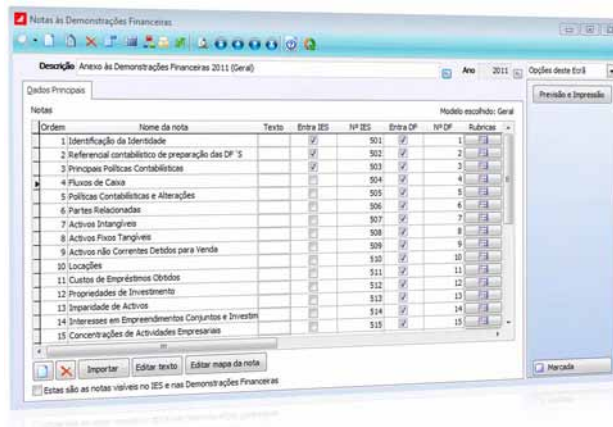 Notas às Demonstrações Financeiras
Descrição Anexo às Demonstrações Financeiras 2011 (Geral) Ano 2011 Opções deste Ecrã
Dados Principais Previsão e Impressão
Notas Modelo escolhido: Geral
Ordem Nome da nota Texto Entra IES Nº IES Entra DF Nº DF Rubricas
1 Identificação da Identidade 501 1
2 Referencial contabilístico de preparação das DF´S 502 2
3 Principais Políticas Contabilísticas 503 3
4 Fluxos de Caixa 504 4
5 Políticas Contabilísticas e Alterações 505 5
6 Partes Relacionadas 506 6
7 Activos Intangíveis 507 7
8 Activos Fixos Tangíveis 508 8
9 Activos não Correntes Detidos para Venda 509 9
10 Locações 510 10
11 Custos de Empréstimos Obtidos 511 11
12 Propriedades de Investimento 512 12
13 Imparidade de Activos 513 13
14 Interesses em Empreendimentos Conjuntos e Investim 514 14
15 Concentrações de Actividades Empresariais 515 15
Importar Editar texto Editar mapa da nota Marcada
Estas são as notas visíveis no IES e nas Demonstrações Financeiras